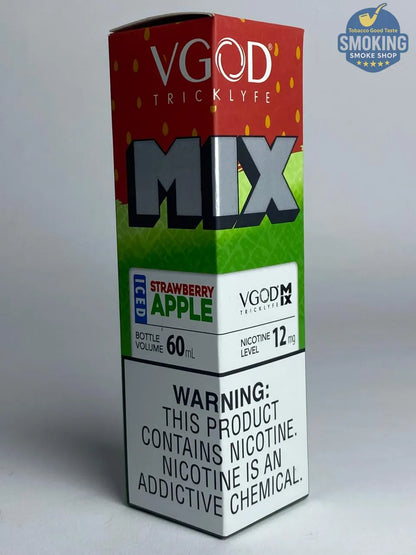 Tobacco Good Taste
SMOKING
SMOKE SHOP
VGOD®
TRICKLYFE
MIX
ICED
STRAWBERRY
APPLE
BOTTLE
VOLUME 60mL
VGOD MIX
TRICKLYFE
NICOTINE
LEVEL 12mg
WARNING:
THIS PRODUCT
CONTAINS NICOTINE.
NICOTINE IS AN
ADDICTIVE CHEMICAL.